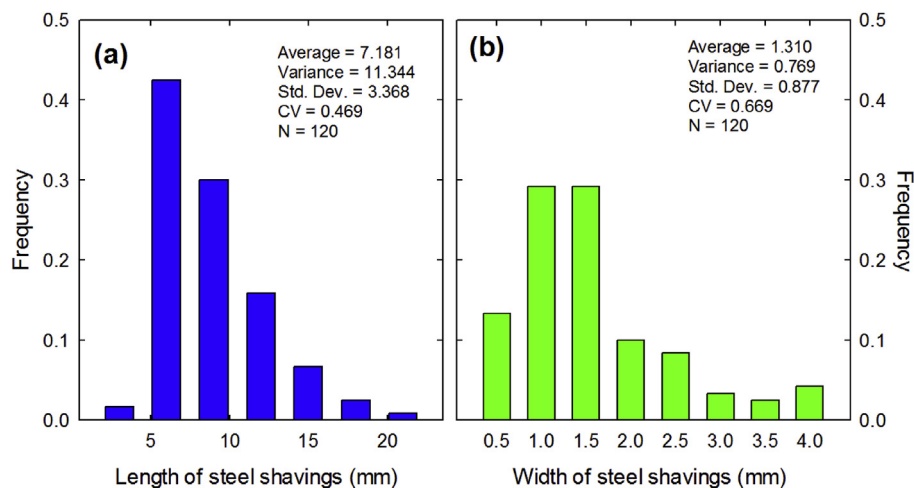 (a)
Average = 7.181
Variance = 11.344
Std. Dev. = 3.368
CV = 0.469
N = 120
0.5
0.4
0.3
0.2
0.1
0.0
Frequency
5 10 15 20
Length of steel shavings (mm)
(b)
Average = 1.310
Variance = 0.769
Std. Dev. = 0.877
CV = 0.669
N = 120
0.5
0.4
0.3
0.2
0.1
0.0
Frequency
0.5 1.0 1.5 2.0 2.5 3.0 3.5 4.0
Width of steel shavings (mm)